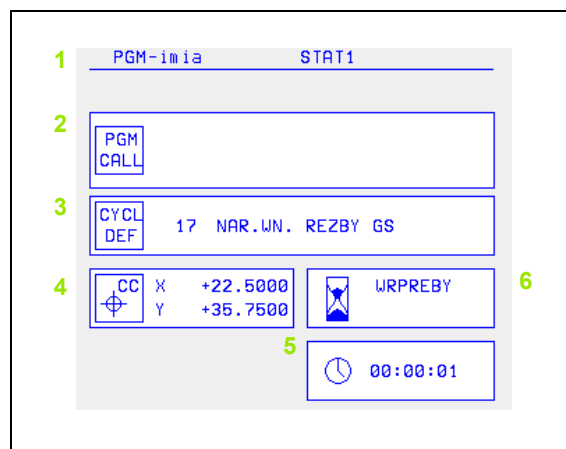 1 PGM-imia STAT1
2
PGM
CALL
3
CYCL
DEF
17 NAR.WN. REZBY GS
4
CC X +22.5000
Y +35.7500
WRPREBY
6
5
00:00:01